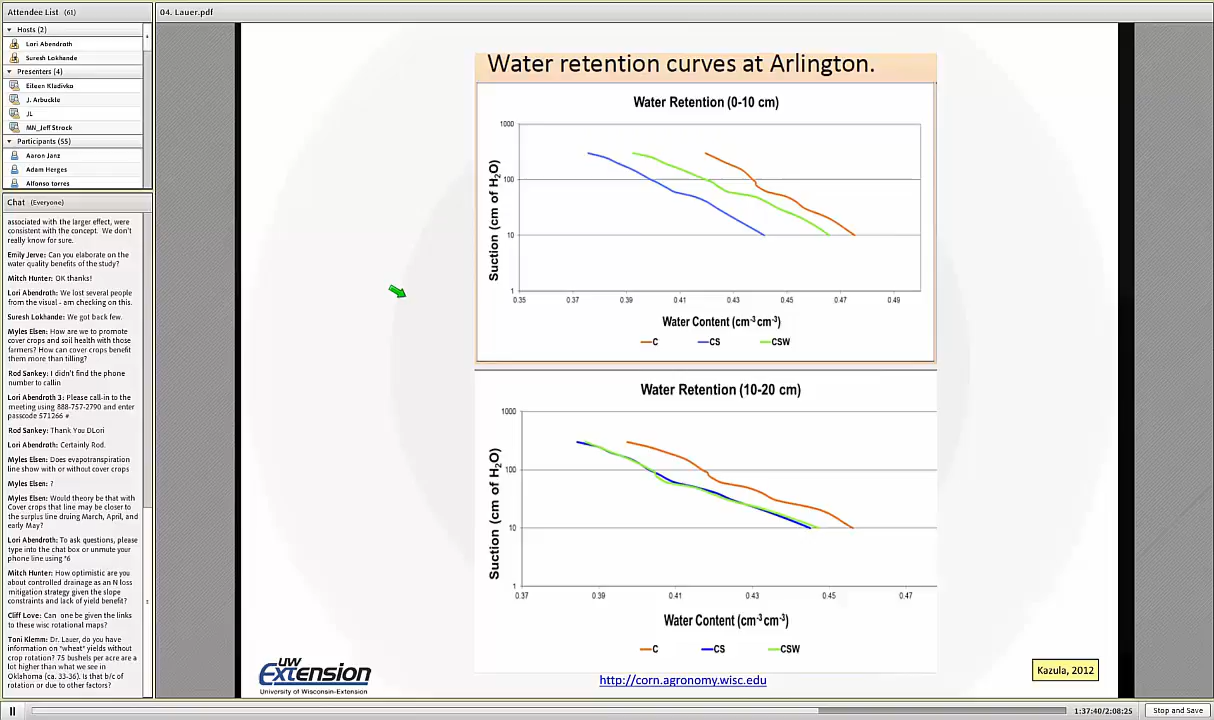 Attendee List (61)
Hosts (2)
Lori Abendroth
Suresh Lokhande
Presenters (4)
Eileen Kladivko
J. Arbuckle
JL
MN_Jeff Strock
Participants (55)
Aaron Janz
Adam Herges
Alfonso torres
Chat (Everyone)
associated with the larger effect, were
consistent with the concept. We don't
really know for sure.
Emily Jerve: Can you elaborate on the
water quality benefits of the study?
Mitch Hunter: OK thanks!
Lori Abendroth: We lost several people
from the visual - am checking on this.
Suresh Lokhande: We got back few.
Myles Elsen: How are we to promote
cover crops and soil health with those
farmers? How can cover crops benefit
them more than tilling?
Rod Sankey: I didn't find the phone
number to callin
Lori Abendroth 3: Please call-in to the
meeting using 888-757-2790 and enter
passcode 571266 #
Rod Sankey: Thank You DLori
Lori Abendroth: Certainly Rod.
Myles Elsen: Does evapotranspiration
line show with or without cover crops
Myles Elsen: ?
Myles Elsen: Would theory be that with
Cover crops that line may be closer to
the surplus line druing March, April, and
early May?
Lori Abendroth: To ask questions, please
type into the chat box or unmute your
phone line using *6
Mitch Hunter: How optimistic are you
about controlled drainage as an N loss
mitigation strategy given the slope
constraints and lack of yield benefit?
Cliff Love: Can one be given the links
to these wisc rotational maps?
Toni Klemm: Dr. Lauer, do you have
information on "wheat" yields without
crop rotation? 75 bushels per acre are a
lot higher than what we see in
Oklahoma (ca. 33-36). Is that b/c of
rotation or due to other factors?
04. Lauer.pdf
Water retention curves at Arlington.
Water Retention (0-10 cm)
Suction (cm of H2O)
1000
100
10
1
0.35 0.37 0.39 0.41 0.43 0.45 0.47 0.49
Water Content (cm-3 cm-3)
C CS CSW
Water Retention (10-20 cm)
Suction (cm of H2O)
1000
100
10
1
0.37 0.39 0.41 0.43 0.45 0.47
Water Content (cm-3 cm-3)
C CS CSW
UW
Extension
University of Wisconsin-Extension
http://corn.agronomy.wisc.edu
Kazula, 2012
1:37:40/2:08:25
Stop and Save